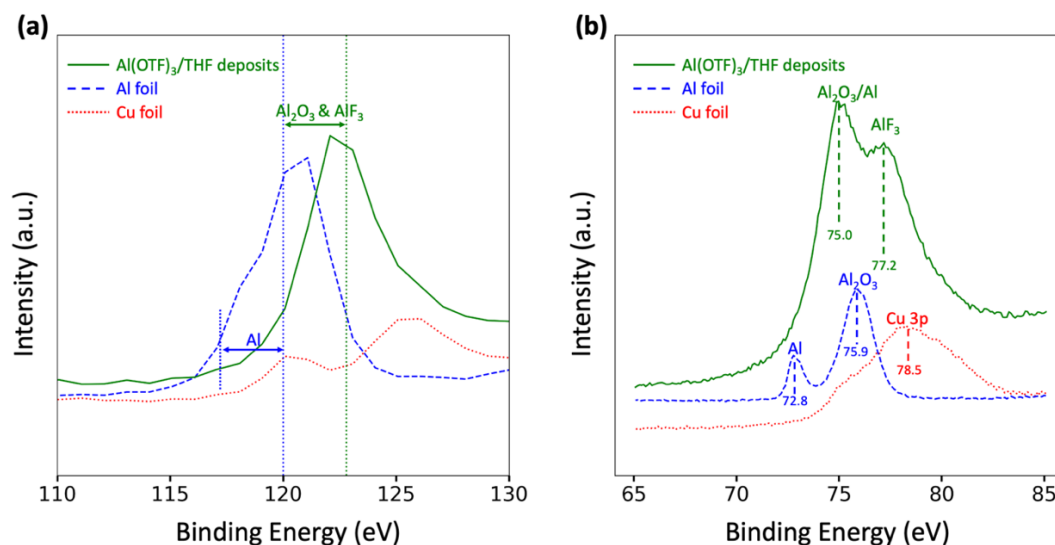 (a)
Al(OTF)₃/THF deposits
Al foil
Cu foil
Al₂O₃ & AlF₃
Al
Intensity (a.u.)
110 115 120 125 130
Binding Energy (eV)
(b)
Al(OTF)₃/THF deposits
Al foil
Cu foil
Al₂O₃/Al
AlF₃
75.0
77.2
Al₂O₃
Al
75.9
72.8
Cu 3p
78.5
Intensity (a.u.)
65 70 75 80 85
Binding Energy (eV)